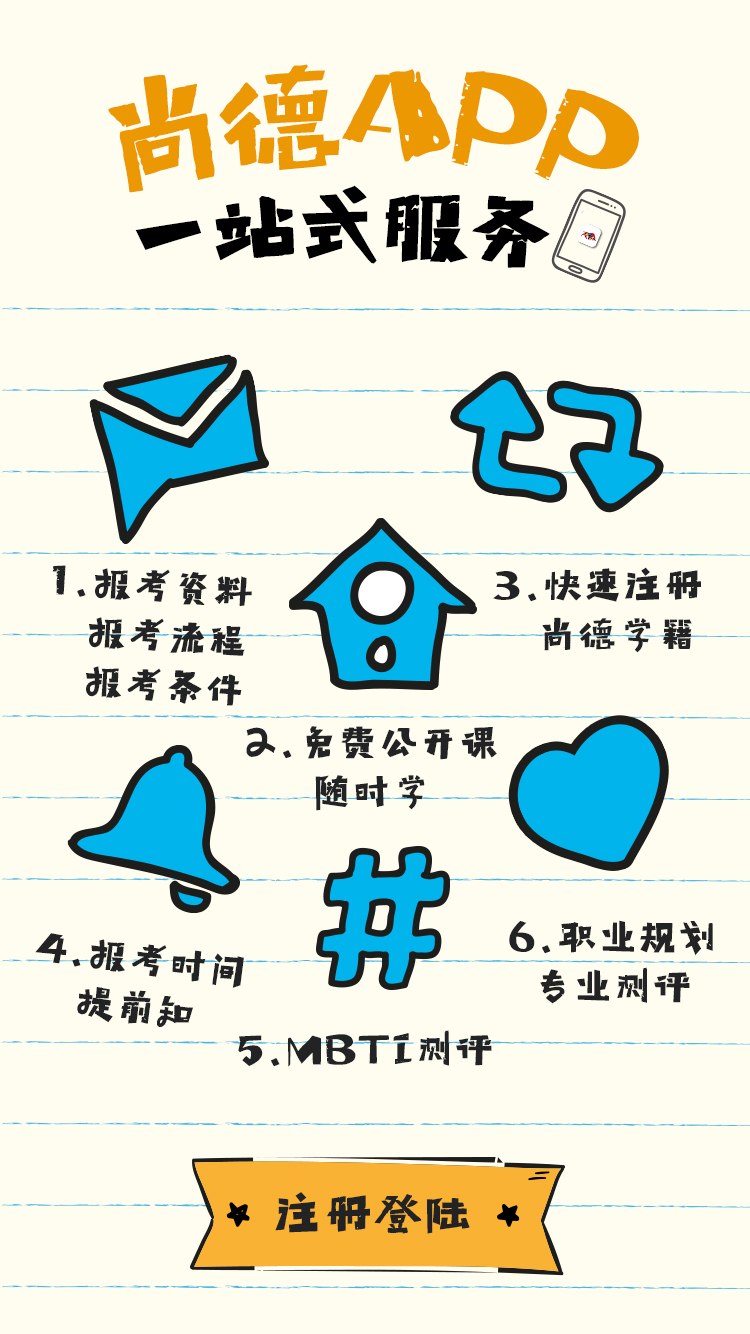 尚德APP
一站式服务
1.报考资料
报考流程
报考条件
2.免费公开课
随时学
3.快速注册
尚德学籍
4.报考时间
提前知
5.MBTI测评
6.职业规划
专业测评
注册登陆